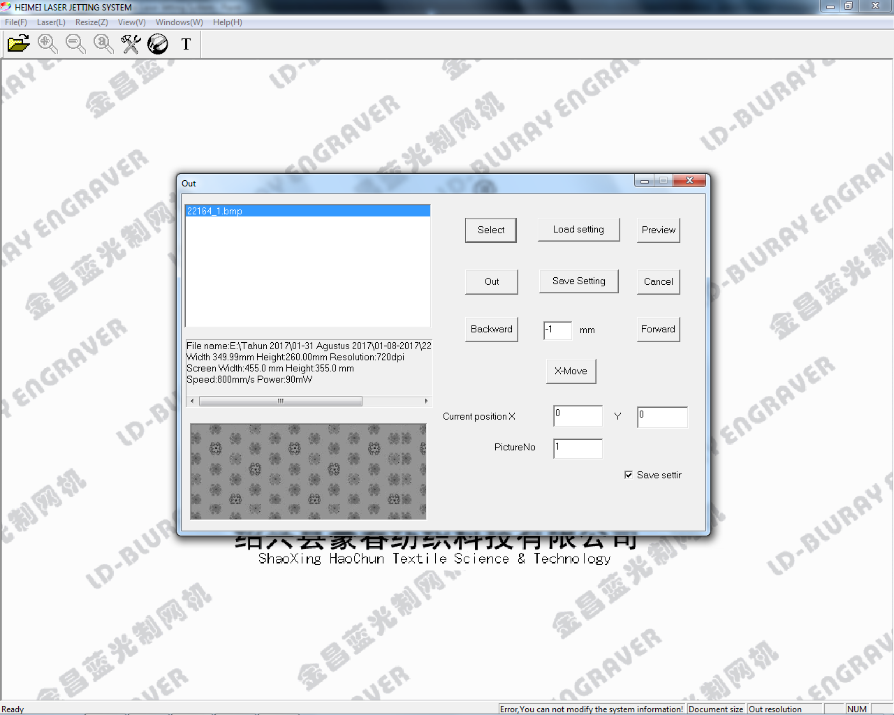 HEIMEI LASER JETTING SYSTEM
File(F) Laser(L) Resize(Z) View(V) Windows(W) Help(H)
T
Out
22164_1.bmp
Select Load setting Preview
Out Save Setting Cancel
Backward -1 mm Forward
X-Move
File name:E:\Tahun 2017\01-31 Agustus 2017\01-08-2017\22
Width 349.99mm Height:260.00mm Resolution:720dpi
Screen Width:455.0 mm Height:355.0 mm
Speed:800mm/s Power:90mW
Current position X 0 Y 0
PictureNo 1
Save settir
绍兴县豪春纺织科技有限公司
ShaoXing HaoChun Textile Science & Technology
金昌蓝光制网机
LD-BLURAY ENGRAVER
Ready Error,You can not modify the system information! Document size Out resolution NUM